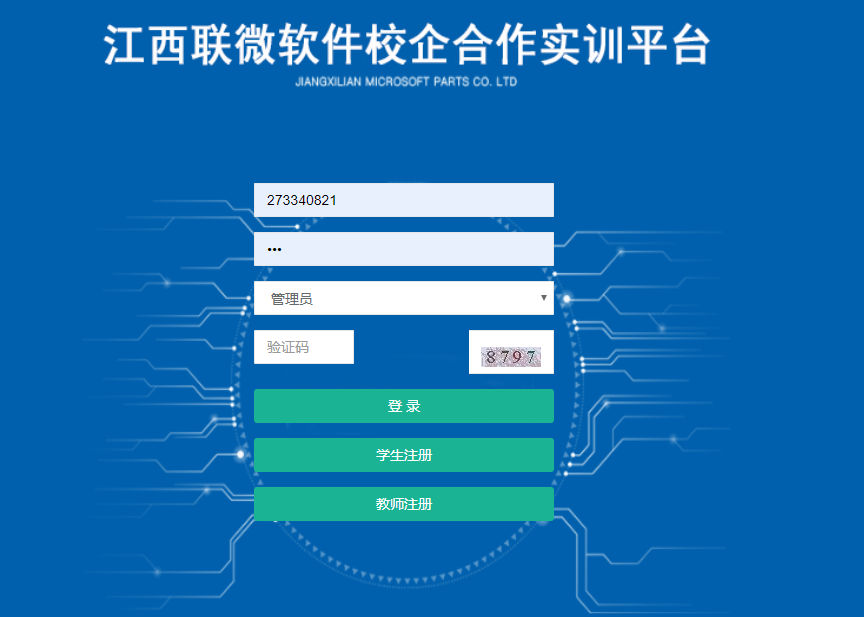 江西联微软件校企合作实训平台
JIANGXILIAN MICROSOFT PARTS CO. LTD
273340821
•••
管理员
验证码
8797
登 录
学生注册
教师注册